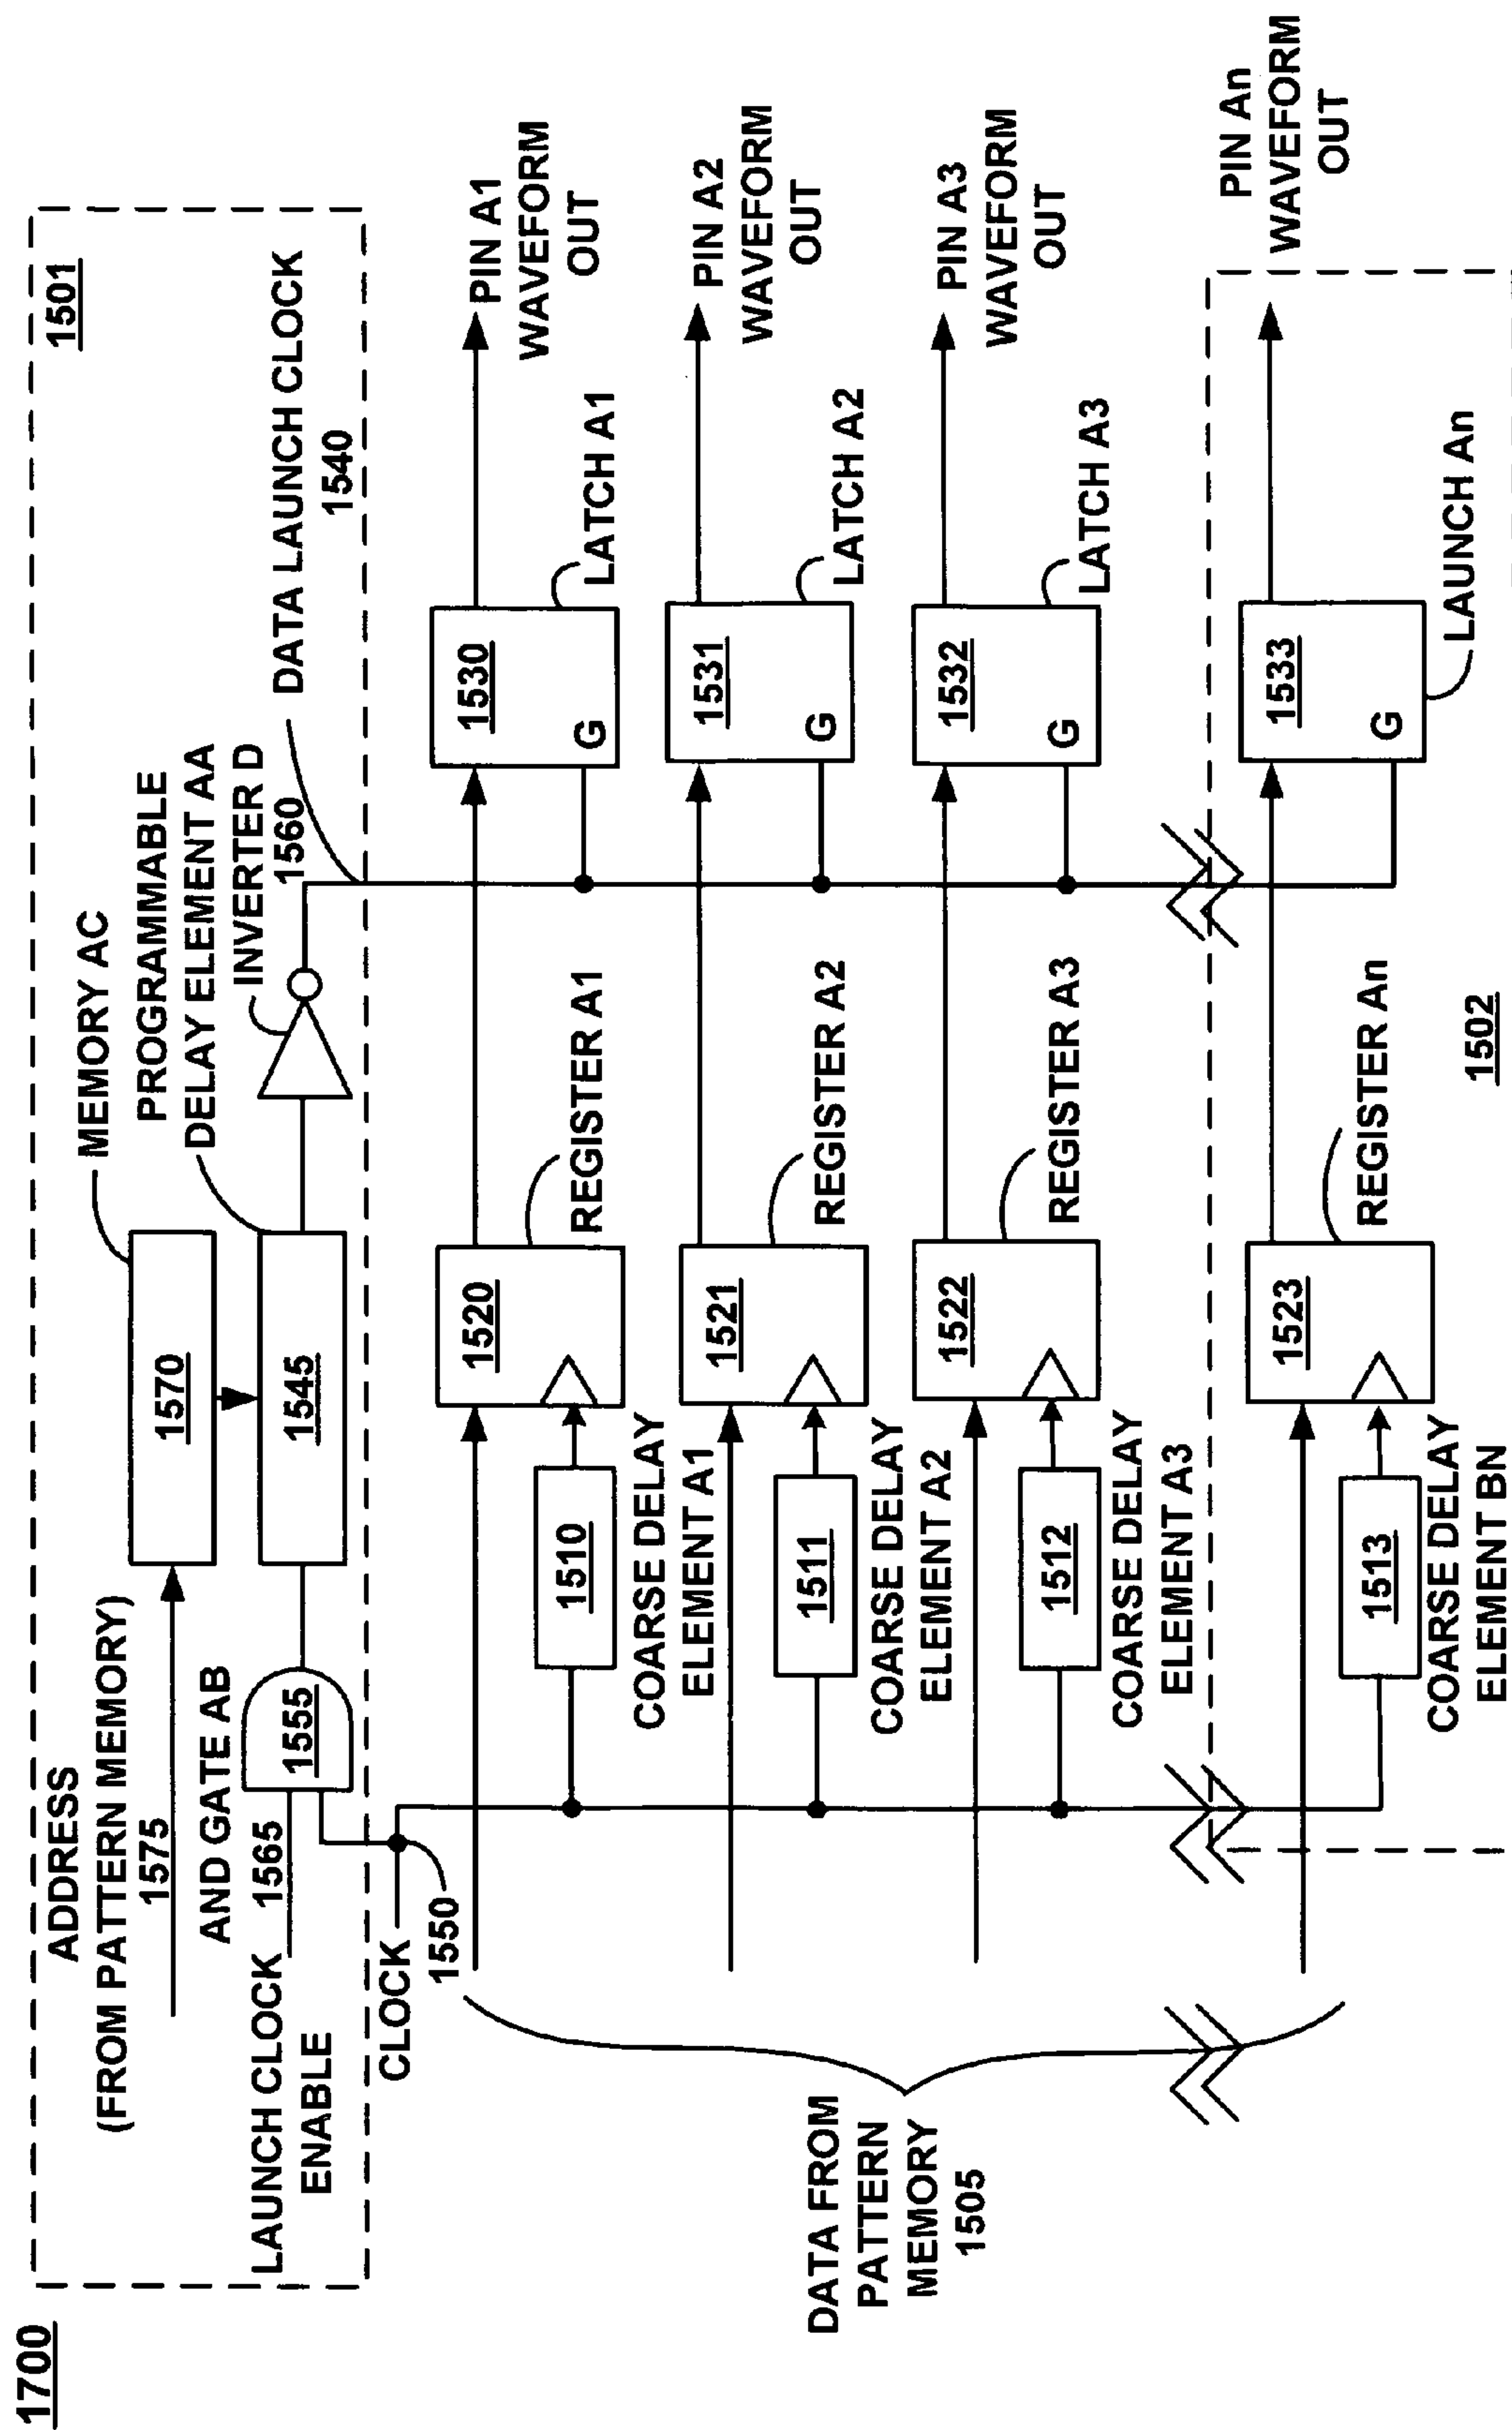 1700
1501
ADDRESS
(FROM PATTERN MEMORY)
1575
MEMORY AC
1570
PROGRAMMABLE
DELAY ELEMENT AA
1545
AND GATE AB
1555
INVERTER D
1560
LAUNCH CLOCK
ENABLE
1565
DATA LAUNCH CLOCK
1540
CLOCK
1550
1520
REGISTER A1
1530
G
LATCH A1
PIN A1
WAVEFORM
OUT
1510
COARSE DELAY
ELEMENT A1
1521
REGISTER A2
1531
G
LATCH A2
PIN A2
WAVEFORM
OUT
1511
COARSE DELAY
ELEMENT A2
DATA FROM
PATTERN
MEMORY
1505
1522
REGISTER A3
1532
G
LATCH A3
PIN A3
WAVEFORM
OUT
1512
COARSE DELAY
ELEMENT A3
1523
REGISTER An
1533
G
LAUNCH An
PIN An
WAVEFORM
OUT
1513
COARSE DELAY
ELEMENT BN
1502